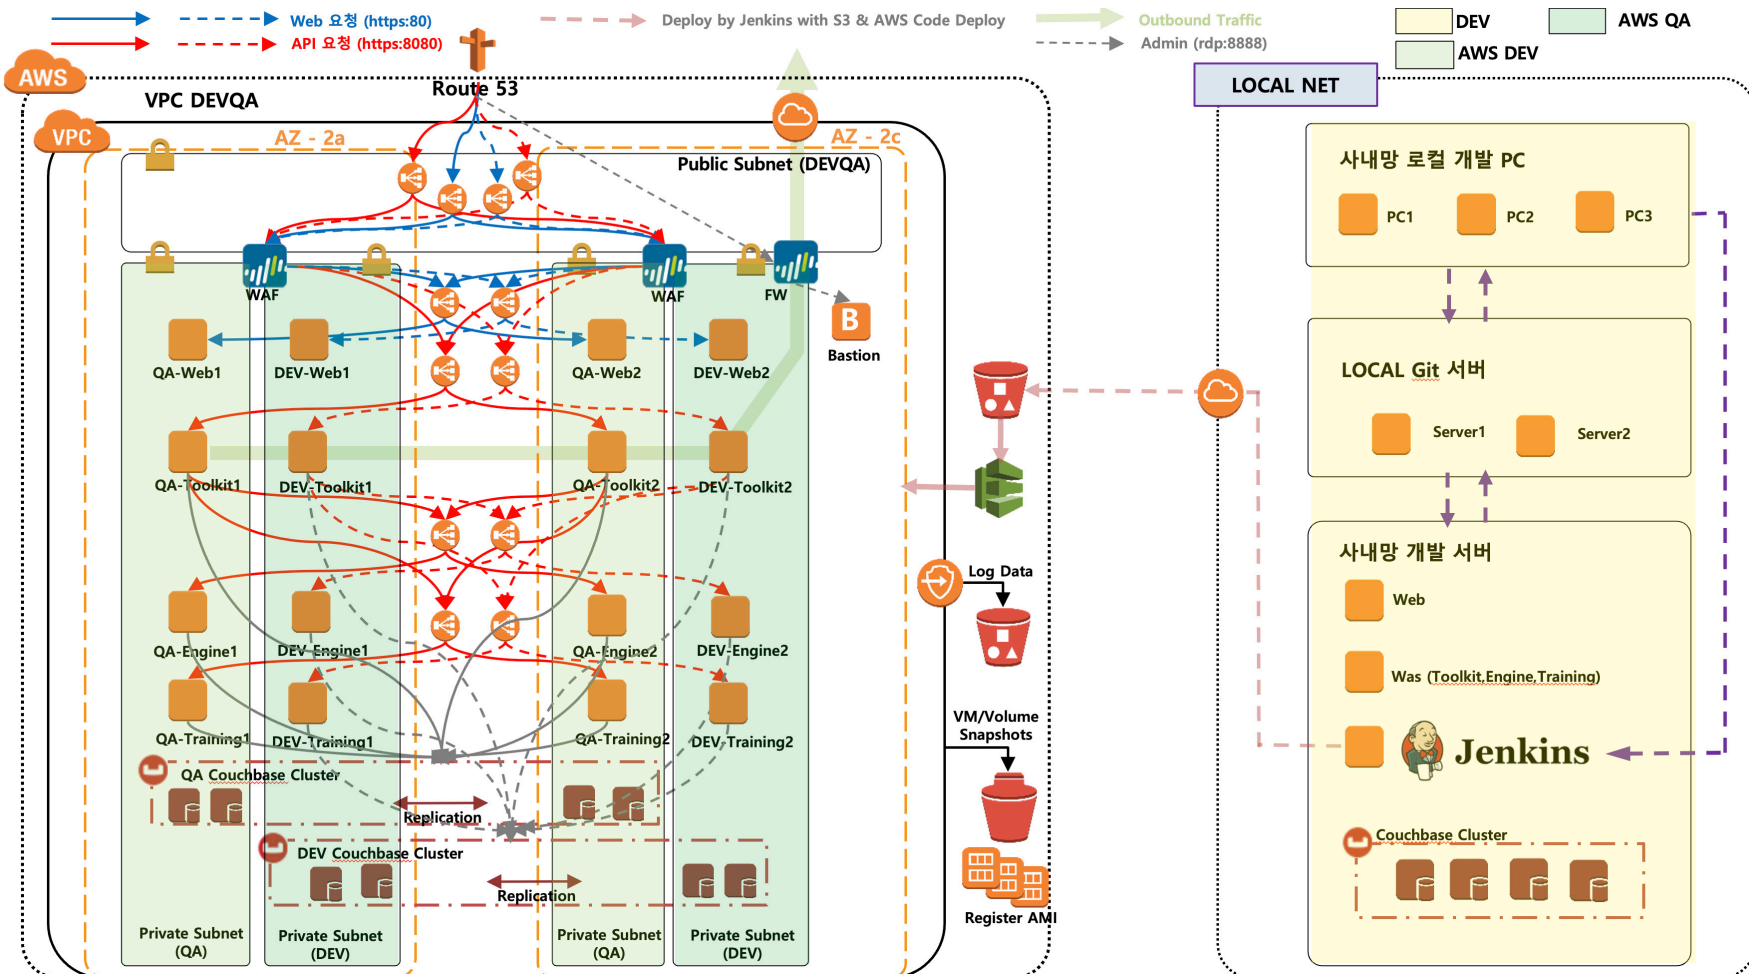 Web 요청 (https:80)
API 요청 (https:8080)
Deploy by Jenkins with S3 & AWS Code Deploy
Outbound Traffic
Admin (rdp:8888)
DEV
AWS QA
AWS DEV
AWS
Route 53
VPC DEVQA
VPC
AZ - 2a
AZ - 2c
Public Subnet (DEVQA)
WAF
WAF
FW
B
Bastion
QA-Web1
DEV-Web1
QA-Web2
DEV-Web2
QA-Toolkit1
DEV-Toolkit1
QA-Toolkit2
DEV-Toolkit2
QA-Engine1
DEV-Engine1
QA-Engine2
DEV-Engine2
QA-Training1
DEV-Training1
QA-Training2
DEV-Training2
QA Couchbase Cluster
Replication
DEV Couchbase Cluster
Replication
Private Subnet
(QA)
Private Subnet
(DEV)
Private Subnet
(QA)
Private Subnet
(DEV)
Log Data
VM/Volume
Snapshots
Register AMI
LOCAL NET
사내망 로컬 개발 PC
PC1
PC2
PC3
LOCAL Git 서버
Server1
Server2
사내망 개발 서버
Web
Was (Toolkit,Engine,Training)
Jenkins
Couchbase Cluster